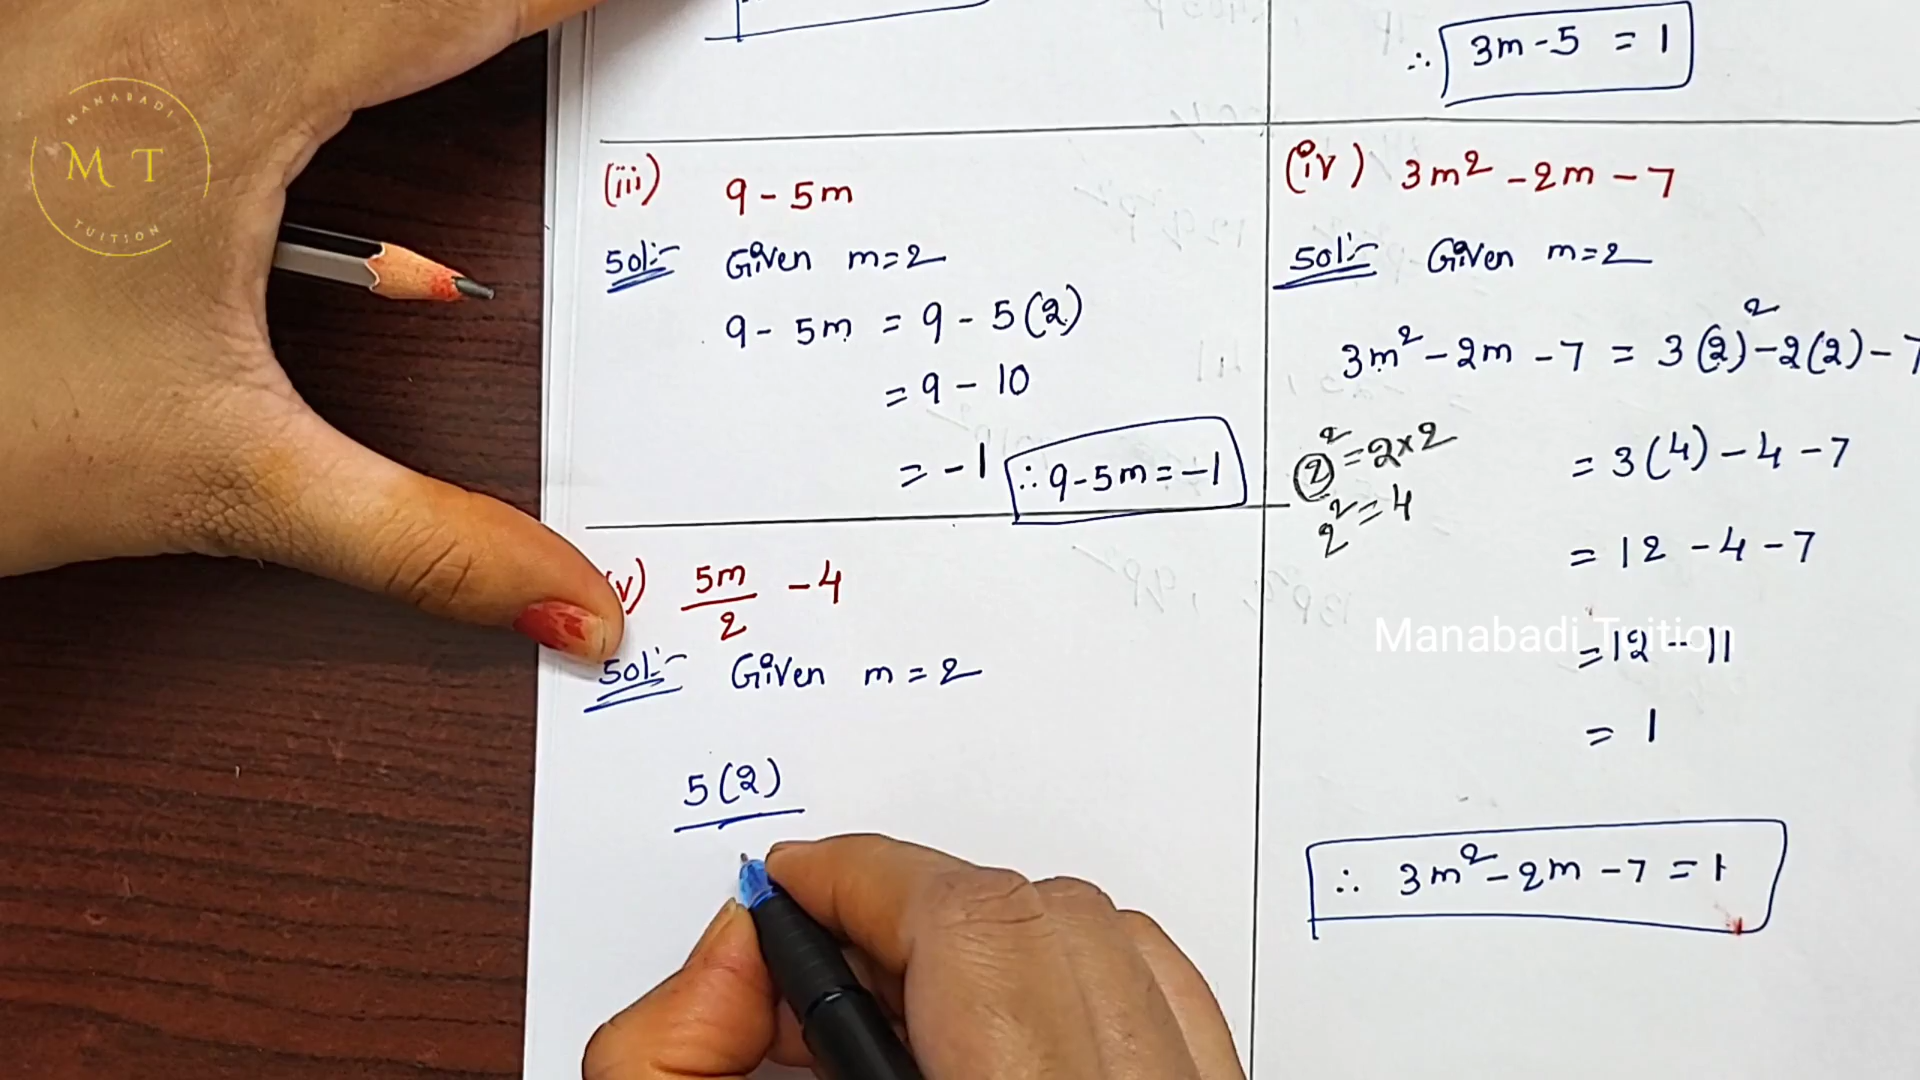 MANABADI
M T
TUITION
∴ 3m - 5 = 1
(iii) 9 - 5m
Sol:- Given m = 2
9 - 5m = 9 - 5(2)
= 9 - 10
= -1 ∴ 9-5m = -1
(iv) 3m² - 2m - 7
Sol:- Given m = 2
3m² - 2m - 7 = 3(2)² - 2(2) - 7
2² = 2×2
2² = 4
= 3(4) - 4 - 7
= 12 - 4 - 7
= 12 - 11
= 1
∴ 3m² - 2m - 7 = 1
v) 5m/2 - 4
Sol:- Given m = 2
5(2)
Manabadi Tuition